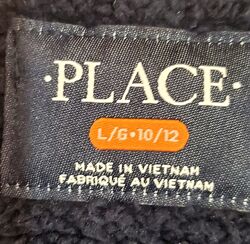 ·PLACE·
L/G·10/12
MADE IN VIETNAM
FABRIQUÉ AU VIETNAM